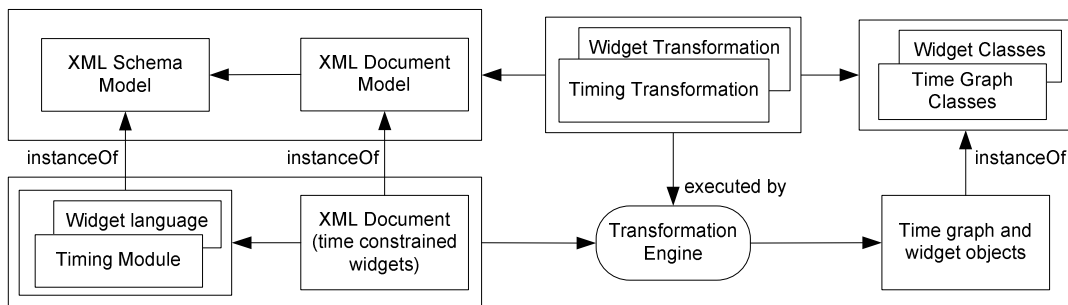 XML Schema
Model
XML Document
Model
Widget Transformation
Timing Transformation
Widget Classes
Time Graph
Classes
instanceOf
instanceOf
executed by
instanceOf
Widget language
Timing Module
XML Document
(time constrained
widgets)
Transformation
Engine
Time graph and
widget objects